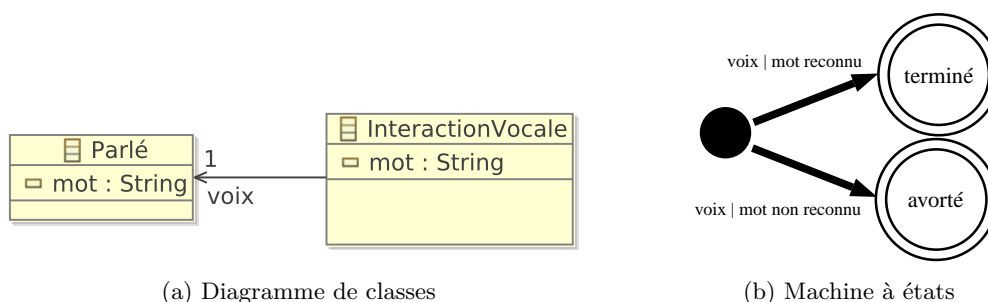 Parlé
mot : String
1
voix
InteractionVocale
mot : String
(a) Diagramme de classes
voix | mot reconnu
terminé
voix | mot non reconnu
avorté
(b) Machine à états